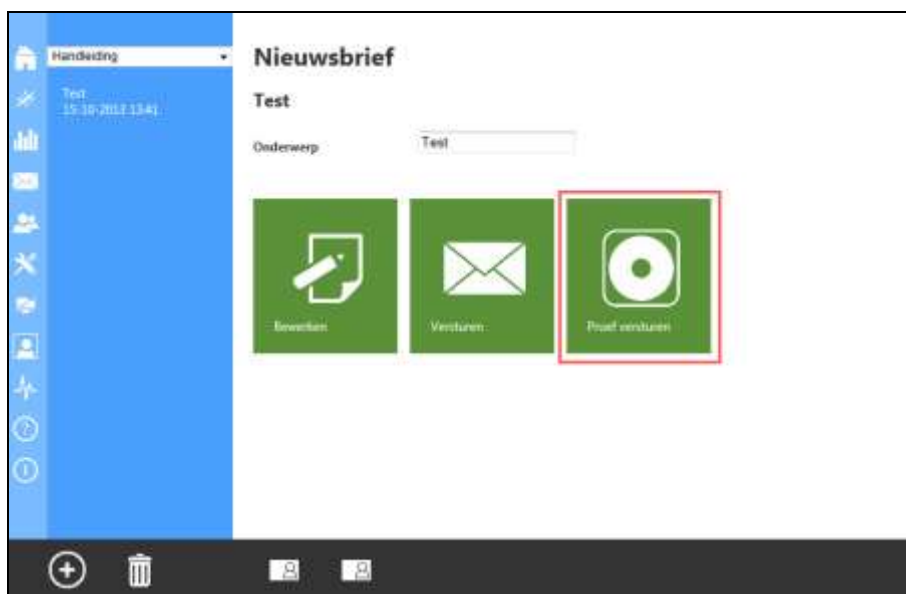 Handleiding
Test
15-10-2013 13:41
Nieuwsbrief
Test
Onderwerp
Test
Bewerken
Versturen
Proef versturen